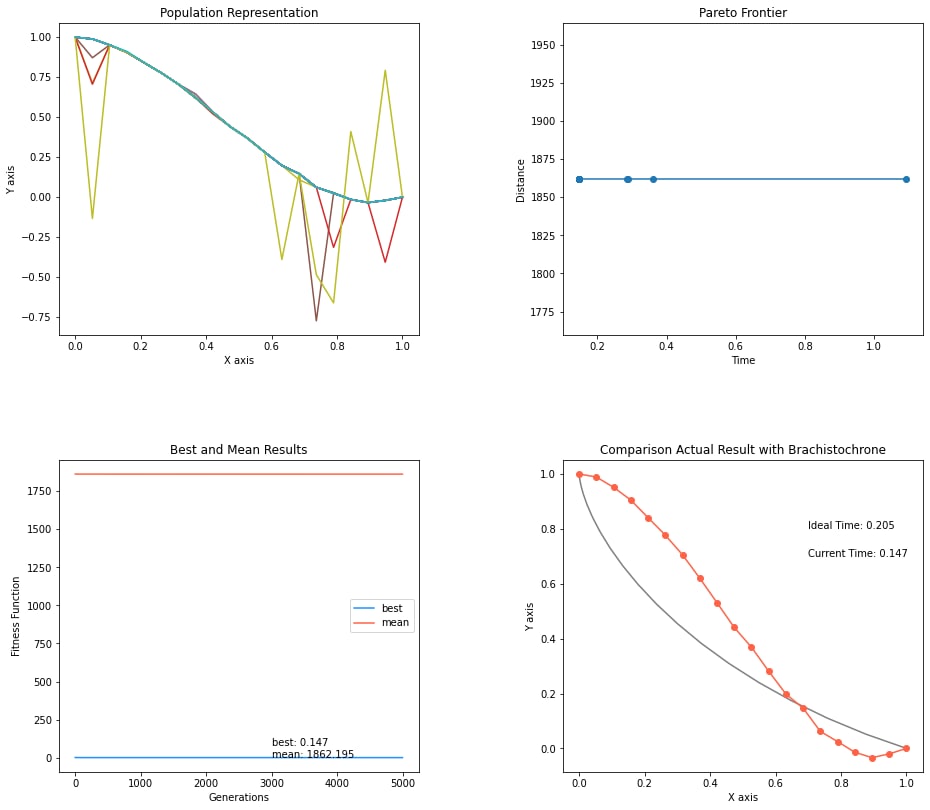 Population Representation
1.00
0.75
0.50
0.25
0.00
−0.25
−0.50
−0.75
Y axis
0.0 0.2 0.4 0.6 0.8 1.0
X axis
Pareto Frontier
1950
1925
1900
1875
1850
1825
1800
1775
Distance
0.2 0.4 0.6 0.8 1.0
Time
Best and Mean Results
1750
1500
1250
1000
750
500
250
0
Fitness Function
best
mean
best: 0.147
mean: 1862.195
0 1000 2000 3000 4000 5000
Generations
Comparison Actual Result with Brachistochrone
1.0
0.8
0.6
0.4
0.2
0.0
Y axis
Ideal Time: 0.205
Current Time: 0.147
0.0 0.2 0.4 0.6 0.8 1.0
X axis